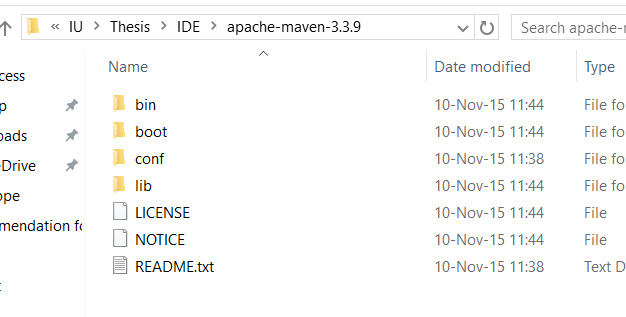 « IU > Thesis > IDE > apache-maven-3.3.9
Search apache-
Name Date modified Type
cess
bin 10-Nov-15 11:44 File fo
p
boot 10-Nov-15 11:44 File fo
oads
conf 10-Nov-15 11:38 File fo
eDrive
lib 10-Nov-15 11:44 File fo
ope
LICENSE 10-Nov-15 11:44 File
mendation fo
NOTICE 10-Nov-15 11:44 File
README.txt 10-Nov-15 11:38 Text D